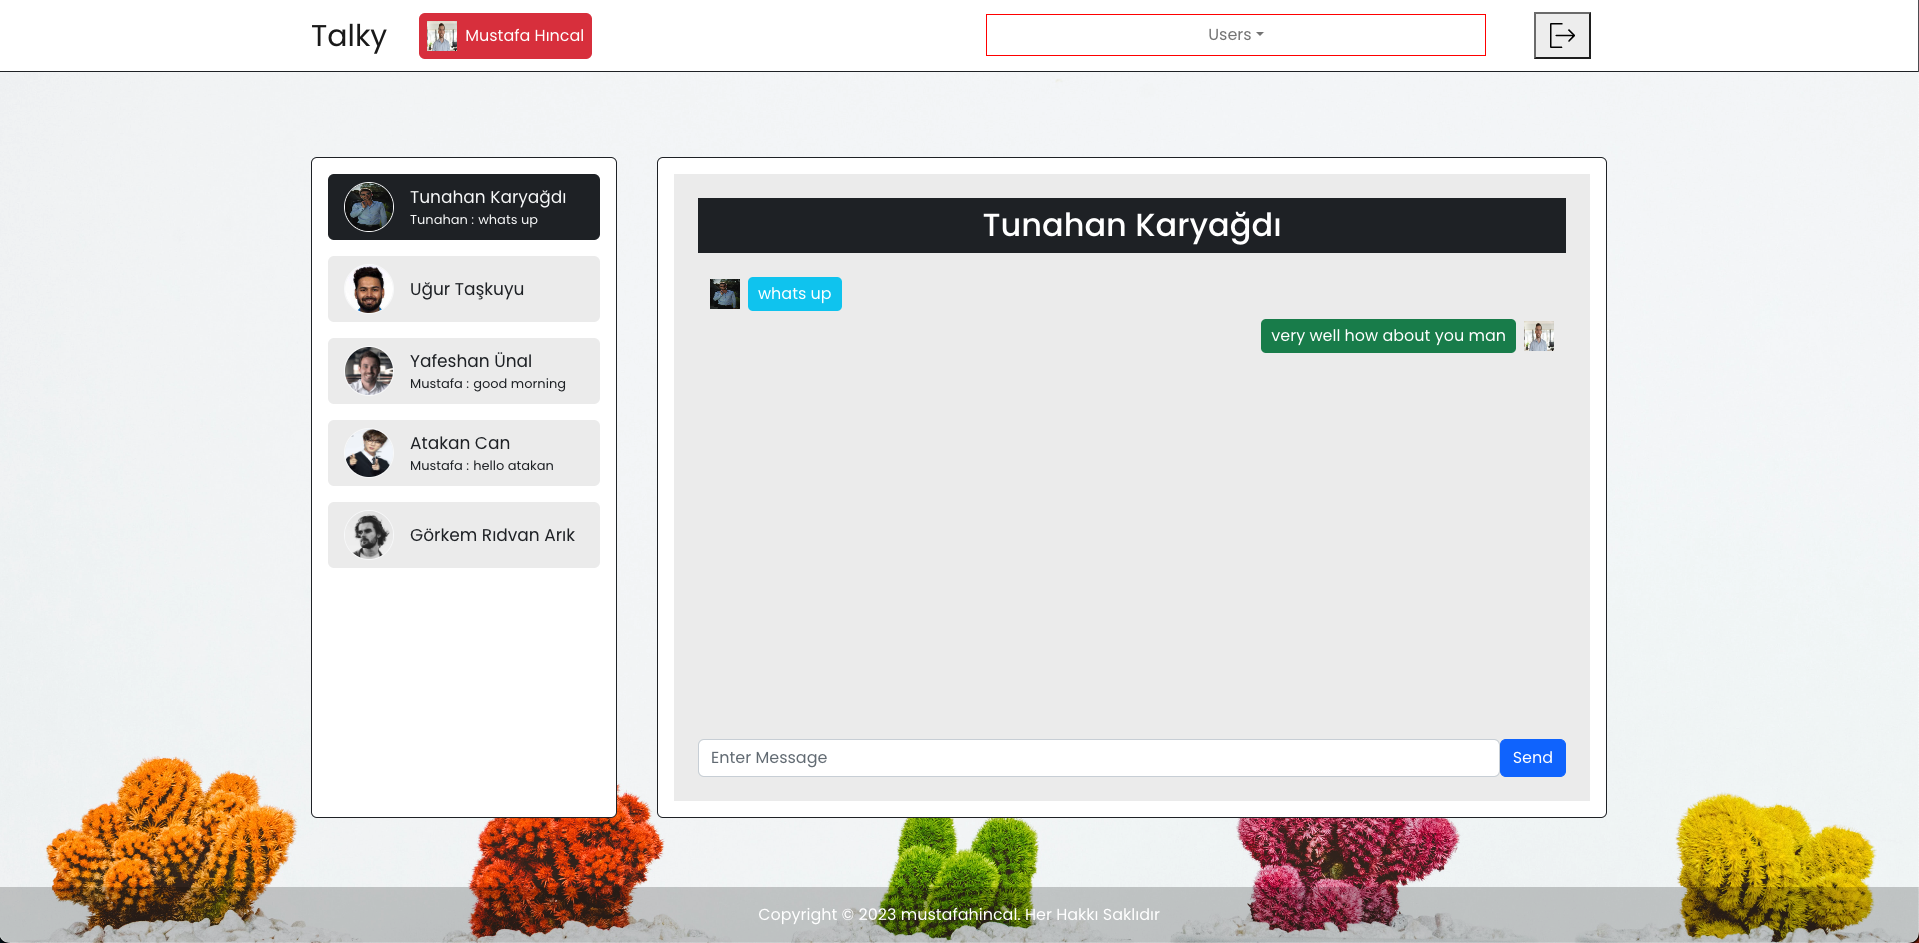 Talky
Mustafa Hıncal
Users
Tunahan Karyağdı
Tunahan : whats up
Uğur Taşkuyu
Yafeshan Ünal
Mustafa : good morning
Atakan Can
Mustafa : hello atakan
Görkem Rıdvan Arık
Tunahan Karyağdı
whats up
very well how about you man
Enter Message
Send
Copyright © 2023 mustafahincal. Her Hakkı Saklıdır